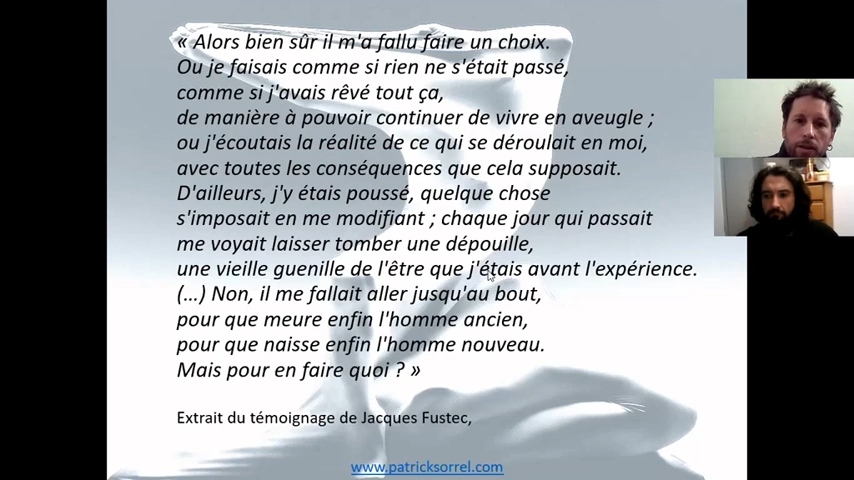 « Alors bien sûr il m'a fallu faire un choix.
Ou je faisais comme si rien ne s'était passé,
comme si j'avais rêvé tout ça,
de manière à pouvoir continuer de vivre en aveugle ;
ou j'écoutais la réalité de ce qui se déroulait en moi,
avec toutes les conséquences que cela supposait.
D'ailleurs, j'y étais poussé, quelque chose
s'imposait en me modifiant ; chaque jour qui passait
me voyait laisser tomber une dépouille,
une vieille guenille de l'être que j'étais avant l'expérience.
(...) Non, il me fallait aller jusqu'au bout,
pour que meure enfin l'homme ancien,
pour que naisse enfin l'homme nouveau.
Mais pour en faire quoi ? »
Extrait du témoignage de Jacques Fustec,
www.patricksorrel.com